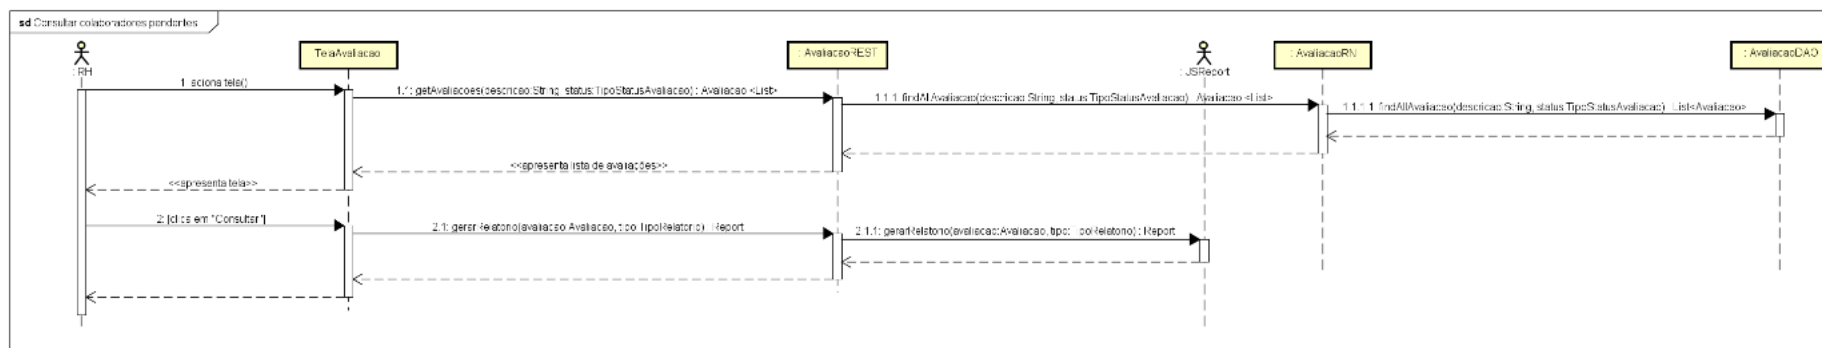 sd Consultar colaboradores pendentes
: RH
TelaAvaliacao
: AvaliacaoREST
: JSReport
: AvaliacaoRN
: AvaliacaoDAO
1: aciona tela()
1.1: getAvaliacoes(descricao:String, status:TipoStatusAvaliacao) : Avaliacao <List>
1.1.1: findAllAvaliacao(descricao:String, status:TipoStatusAvaliacao) : Avaliacao <List>
1.1.1.1: findAllAvaliacao(descricao:String, status:TipoStatusAvaliacao) : List<Avaliacao>
<<apresenta lista de avaliações>>
<<apresenta tela>>
2: [clica em "Consultar"]
2.1: gerarRelatorio(avaliacao:Avaliacao, tipo:TipoRelatorio) : Report
2.1.1: gerarRelatorio(avaliacao:Avaliacao, tipo:TipoRelatorio) : Report